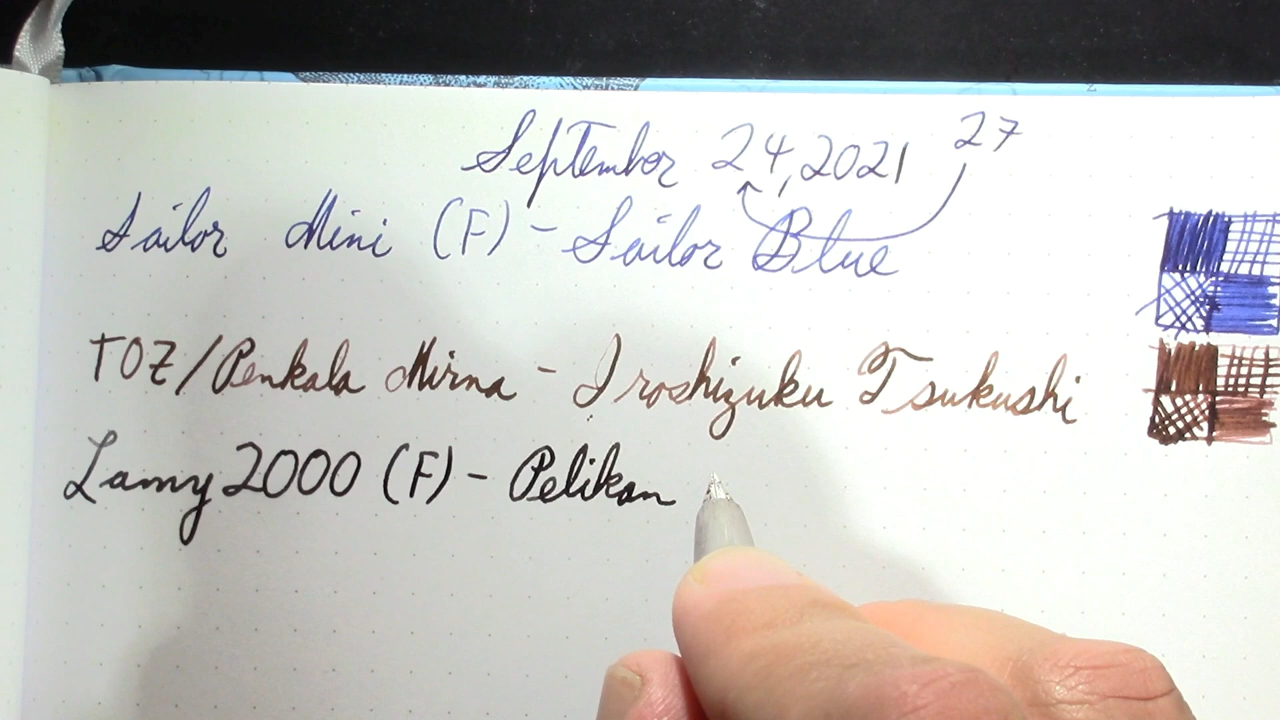 September 24, 2021 27
Sailor Mini (F) - Sailor Blue
TOZ/Penkala Mirna - Iroshizuku Tsukushi
Lamy 2000 (F) - Pelikan